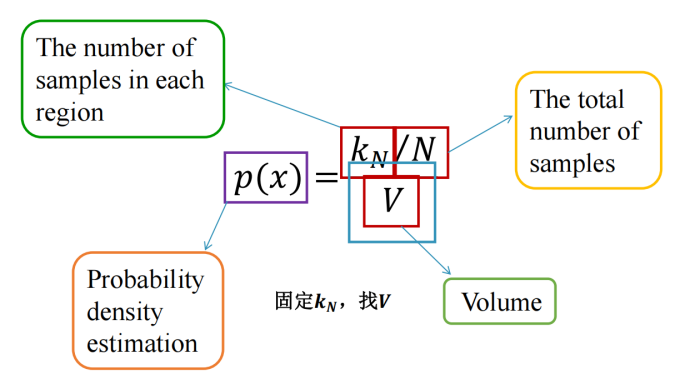 The number of
samples in each
region
The total
number of
samples
k_N/N
p(x)=
V
Probability
density
estimation
固定k_N，找V
Volume